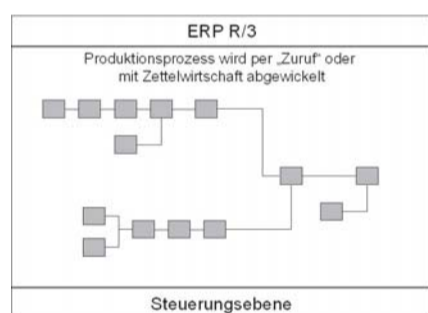 ERP R/3
Produktionsprozess wird per „Zuruf“ oder
mit Zettelwirtschaft abgewickelt
Steuerungsebene